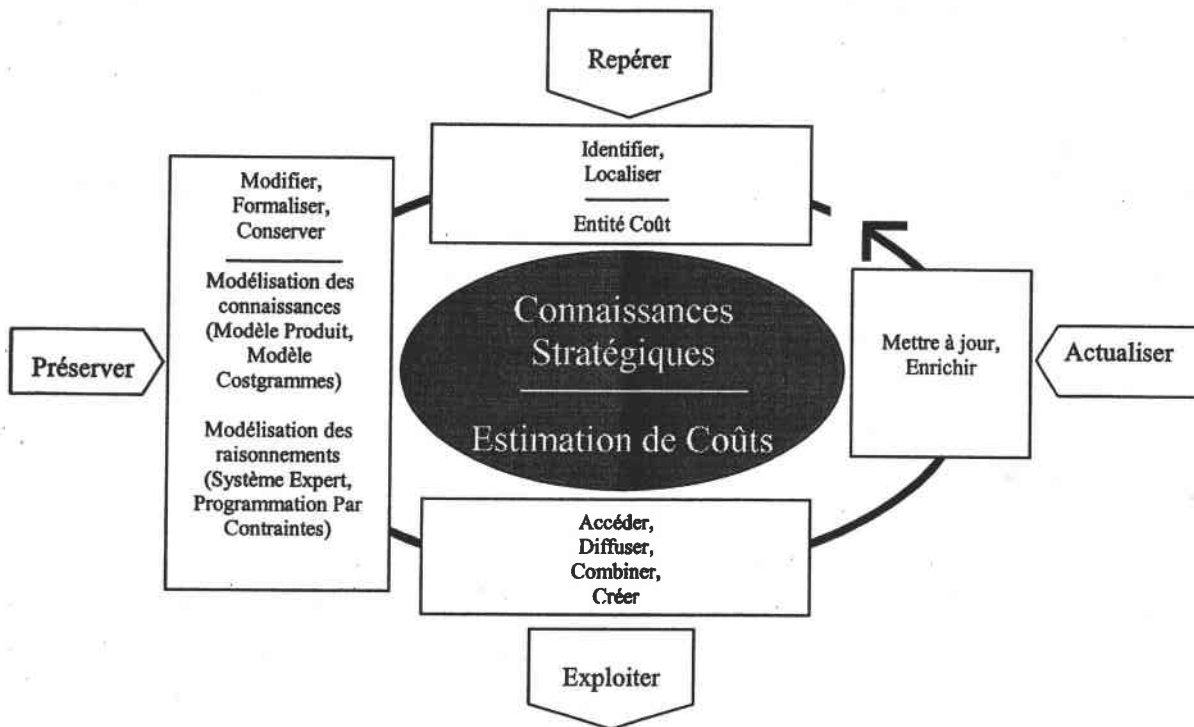 Repérer
Identifier,
Localiser
Entité Coût
Modifier,
Formaliser,
Conserver
Modélisation des
connaissances
(Modèle Produit,
Modèle
Costgrammes)
Modélisation des
raisonnements
(Système Expert,
Programmation Par
Contraintes)
Préserver
Connaissances
Stratégiques
Estimation de Coûts
Mettre à jour,
Enrichir
Actualiser
Accéder,
Diffuser,
Combiner,
Créer
Exploiter